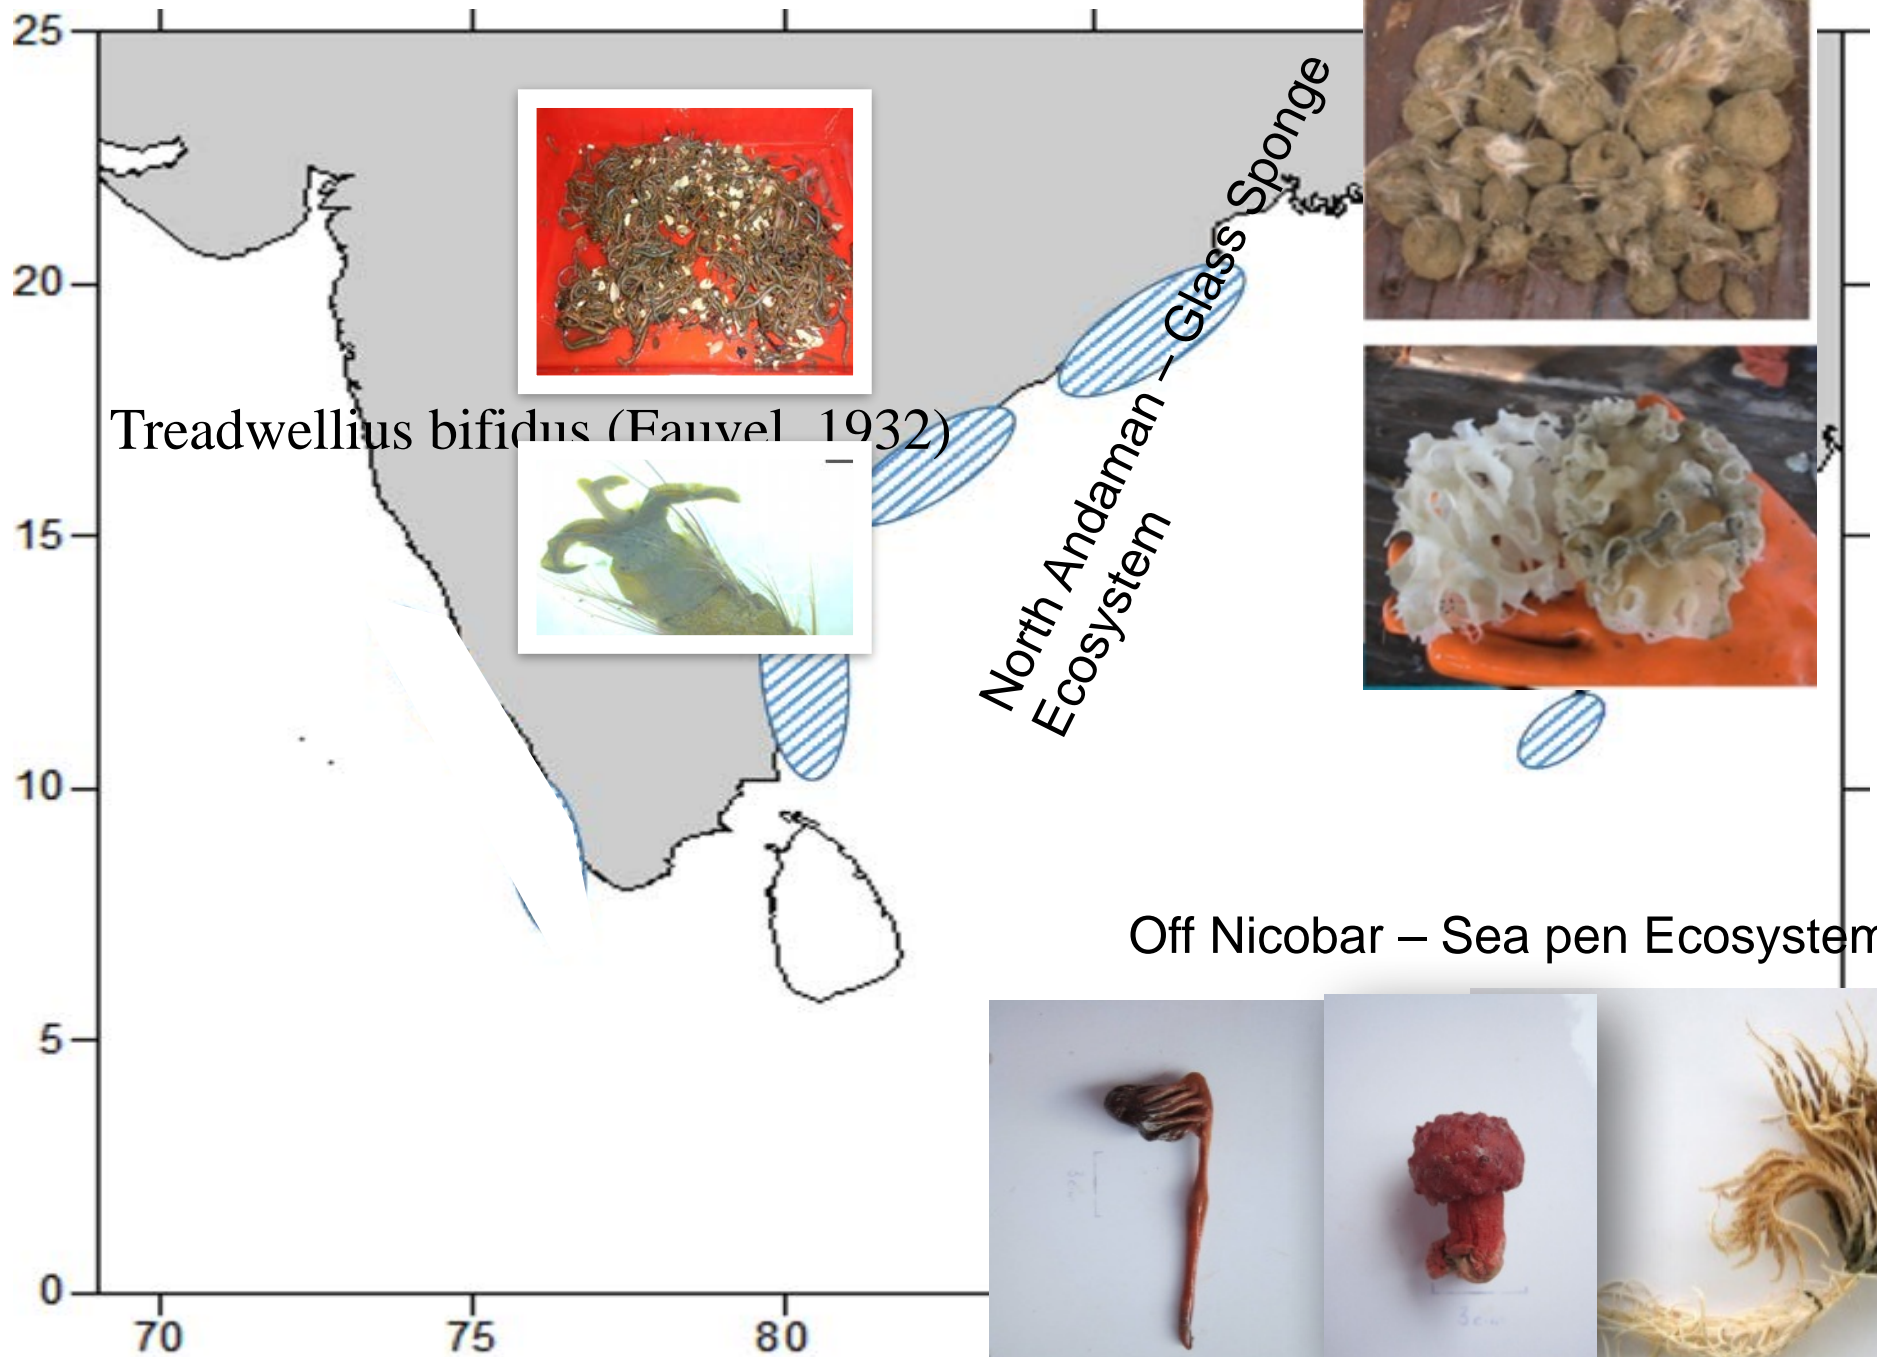 25
20
15
10
5
0
70
75
80
Treadwellius bifidus (Fauvel, 1932)
North Andaman – Glass Sponge
Ecosystem
Off Nicobar – Sea pen Ecosystem